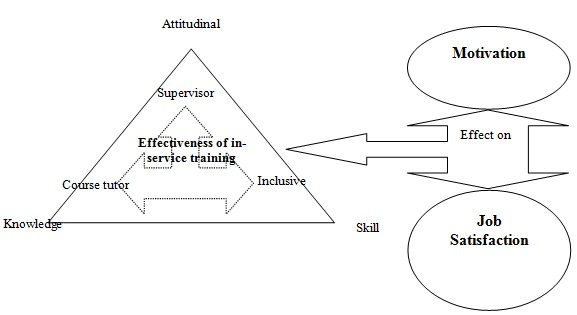 Attitudinal
Motivation
Supervisor
Effect on
Effectiveness of in-
service training
Course tutor
Inclusive
Knowledge
Skill
Job
Satisfaction